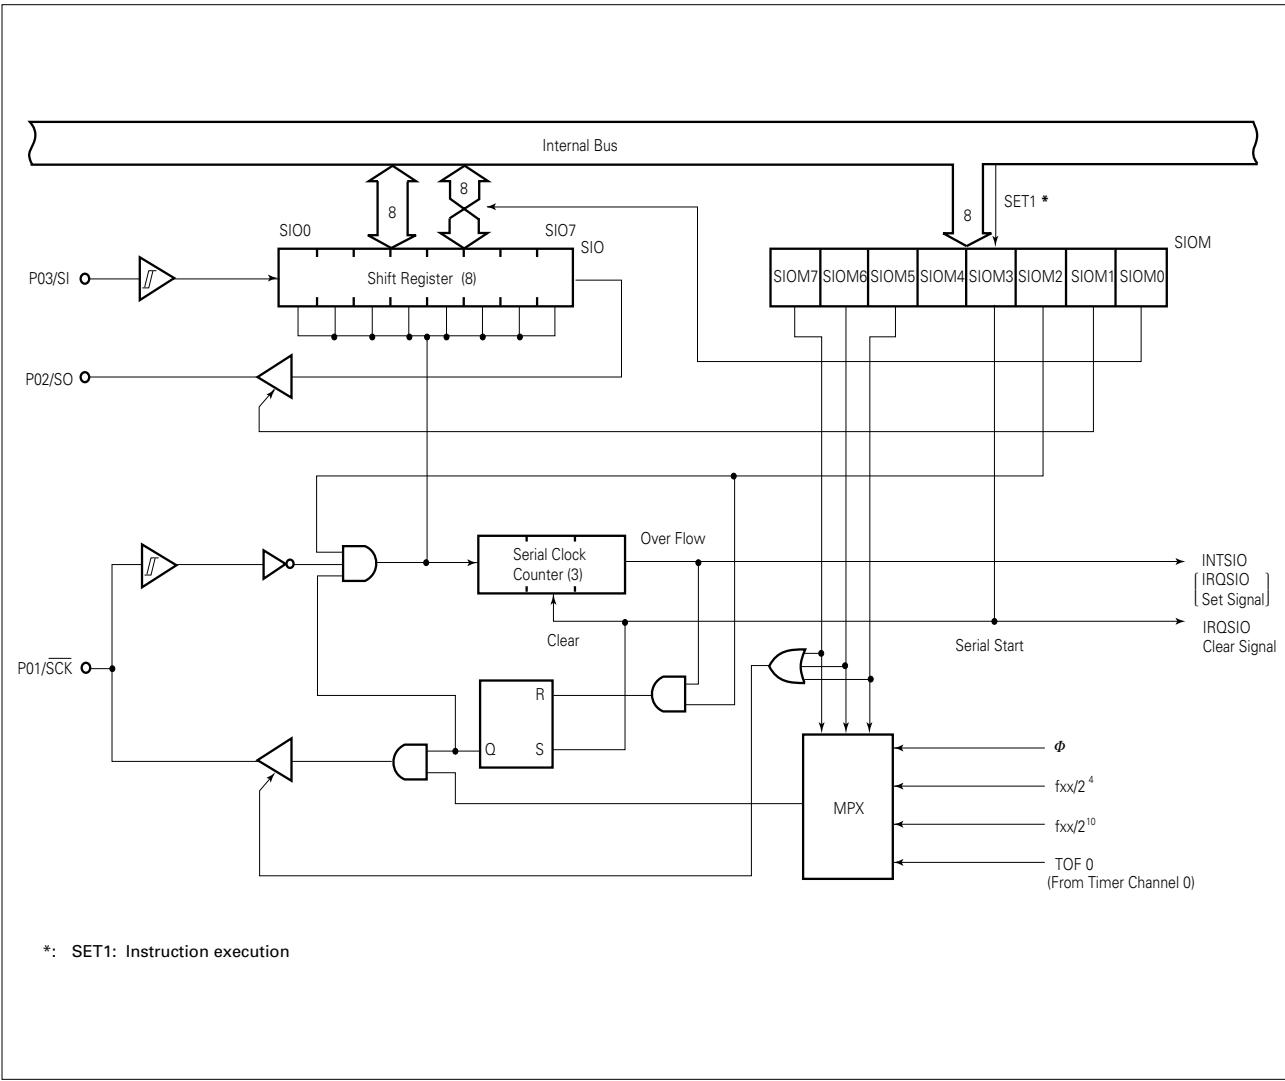 Internal Bus
8
8
8
SET1 *
SIO0
SIO7
SIO
SIOM
P03/SI
Shift Register (8)
SIOM7 SIOM6 SIOM5 SIOM4 SIOM3 SIOM2 SIOM1 SIOM0
P02/SO
Over Flow
Serial Clock
Counter (3)
INTSIO
IRQSIO
Set Signal
Clear
Serial Start
IRQSIO
Clear Signal
P01/S̅C̅K̅
R
Q
S
MPX
Φ
fxx/2⁴
fxx/2¹⁰
TOF 0
(From Timer Channel 0)
*: SET1: Instruction execution